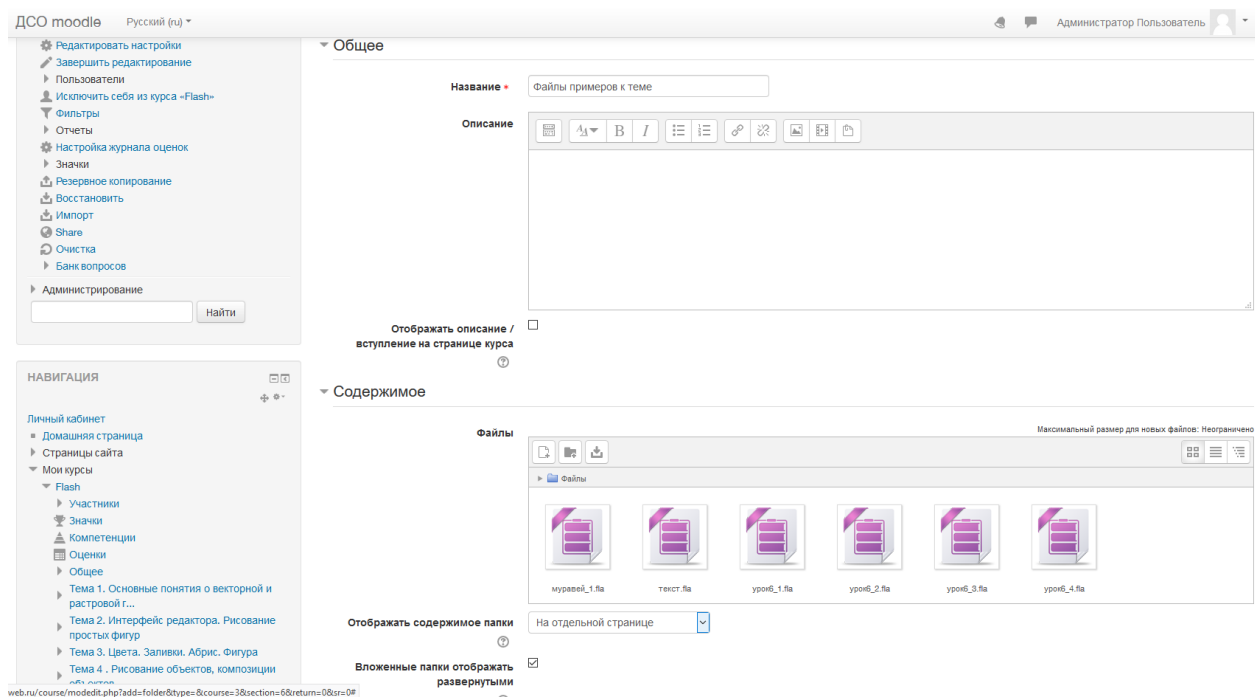 ДСО moodle Русский (ru) Администратор Пользователь
Редактировать настройки
Завершить редактирование
Пользователи
Исключить себя из курса «Flash»
Фильтры
Отчеты
Настройка журнала оценок
Значки
Резервное копирование
Восстановить
Импорт
Share
Очистка
Банк вопросов
Администрирование
Найти
НАВИГАЦИЯ
Личный кабинет
Домашняя страница
Страницы сайта
Мои курсы
Flash
Участники
Значки
Компетенции
Оценки
Общее
Тема 1. Основные понятия о векторной и
растровой г...
Тема 2. Интерфейс редактора. Рисование
простых фигур
Тема 3. Цвета. Заливки. Абрис. Фигура
Тема 4 . Рисование объектов, композиции
объектов
web.ru/course/modedit.php?add=folder&type=&course=3&section=6&return=0&sr=0#
Общее
Название
Файлы примеров к теме
Описание
Отображать описание /
вступление на странице курса
Содержимое
Файлы
Максимальный размер для новых файлов: Неограничено
Файлы
муравей_1.fla текст.fla урок6_1.fla урок6_2.fla урок6_3.fla урок6_4.fla
Отображать содержимое папки На отдельной странице
Вложенные папки отображать
развернутыми